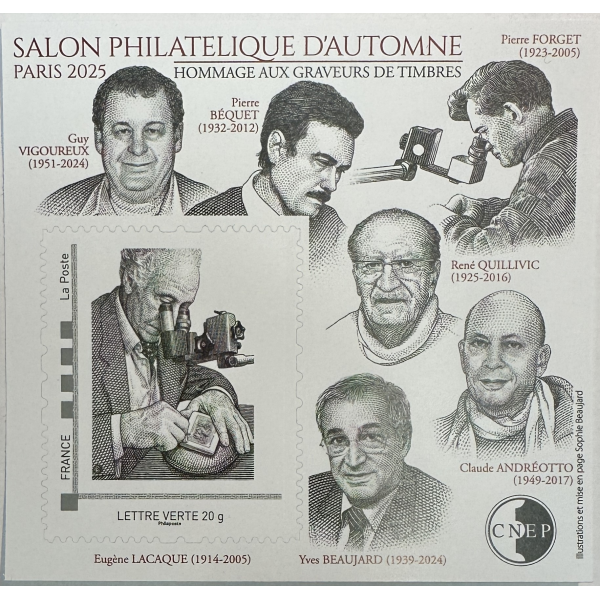 SALON PHILATELIQUE D'AUTOMNE
PARIS 2025
HOMMAGE AUX GRAVEURS DE TIMBRES
Pierre FORGET
(1923-2005)
Pierre
BÉQUET
(1932-2012)
Guy
VIGOUREUX
(1951-2024)
René QUILLIVIC
(1925-2016)
La Poste
FRANCE
LETTRE VERTE 20 g
Philaposte
Claude ANDRÉOTTO
(1949-2017)
CNEP
Eugène LACAQUE (1914-2005)
Yves BEAUJARD (1939-2024)
Illustrations et mise en page Sophie Beaujard